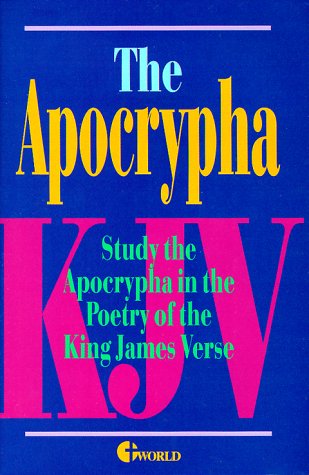 The
Apocrypha
KJV
Study the
Apocrypha in the
Poetry of the
King James Verse
WORLD